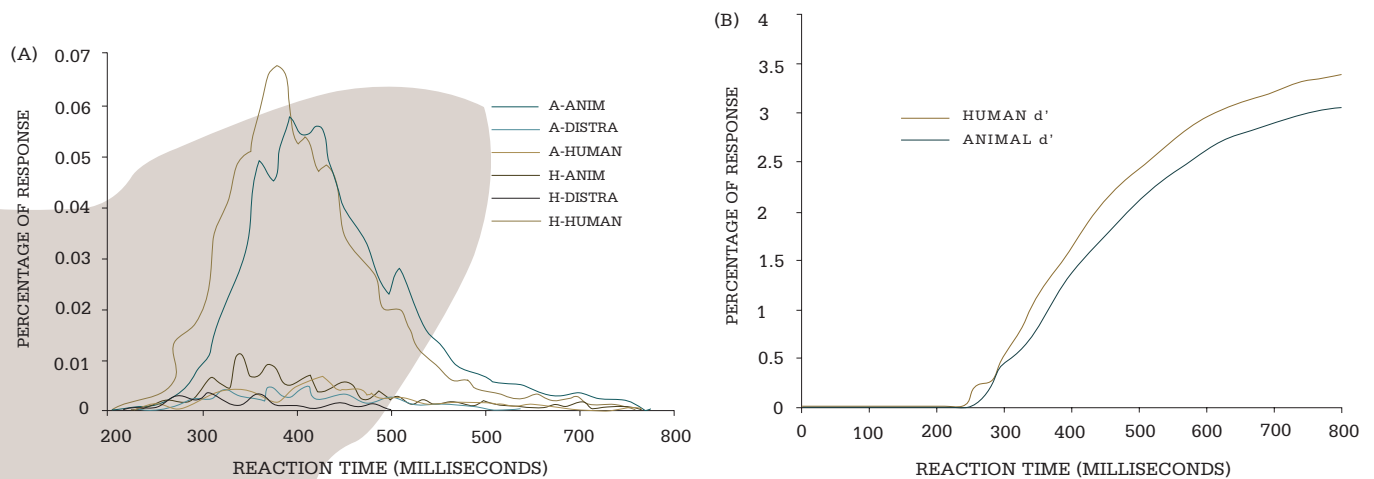 (A)
PERCENTAGE OF RESPONSE
0.07
0.06
0.05
0.04
0.03
0.02
0.01
0
200 300 400 500 500 700 800
REACTION TIME (MILLISECONDS)
A-ANIM
A-DISTRA
A-HUMAN
H-ANIM
H-DISTRA
H-HUMAN
(B)
PERCENTAGE OF RESPONSE
4
3.5
3
2.5
2
1.5
1
0.5
0
0 100 200 300 400 500 600 700 800
REACTION TIME (MILLISECONDS)
HUMAN d'
ANIMAL d'